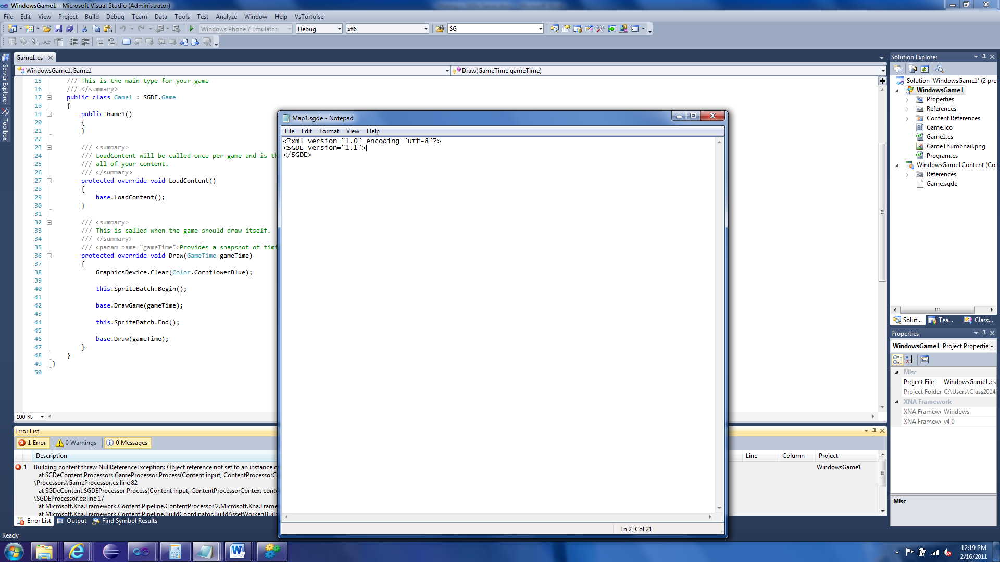 WindowsGame1 - Microsoft Visual Studio (Administrator)
File Edit View Project Build Debug Team Data Tools Test Analyze Window Help VsTortoise
Windows Phone 7 Emulator Debug x86 SG
Game1.cs
WindowsGame1.Game1 Draw(GameTime gameTime)
Server Explorer
Toolbox
15 /// This is the main type for your game
16 /// </summary>
17 public class Game1 : SGDE.Game
18 {
19 public Game1()
20 {
21 }
22
23 /// <summary>
24 /// LoadContent will be called once per game and is th
25 /// all of your content.
26 /// </summary>
27 protected override void LoadContent()
28 {
29 base.LoadContent();
30 }
31
32 /// <summary>
33 /// This is called when the game should draw itself.
34 /// </summary>
35 /// <param name="gameTime">Provides a snapshot of timi
36 protected override void Draw(GameTime gameTime)
37 {
38 GraphicsDevice.Clear(Color.CornflowerBlue);
39
40 this.SpriteBatch.Begin();
41
42 base.DrawGame(gameTime);
43
44 this.SpriteBatch.End();
45
46 base.Draw(gameTime);
47 }
48 }
49 }
50
100 %
Map1.sgde - Notepad
File Edit Format View Help
<?xml version="1.0" encoding="utf-8"?>
<SGDE Version="1.1">
</SGDE>
Ln 2, Col 21
Solution Explorer
Solution 'WindowsGame1' (2 pro
WindowsGame1
Properties
References
Content References
Game.ico
Game1.cs
GameThumbnail.png
Program.cs
WindowsGame1Content (Co
References
Game.sgde
Solut... Tea... Class...
Properties
WindowsGame1 Project Propertie
Misc
Project File WindowsGame1.cs
Project Folder C:\Users\Class2014
XNA Framework
XNA Framewo Windows
XNA Framewo v4.0
Misc
Error List
1 Error 0 Warnings 0 Messages
Description Line Column Project
1 Building content threw NullReferenceException: Object reference not set to an instance o WindowsGame1
at SGDeContent.Processors.GameProcessor.Process(Content input, ContentProcessorC
\Processors\GameProcessor.cs:line 82
at SGDeContent.SGDEProcessor.Process(Content input, ContentProcessorContext conte
\SGDEProcessor.cs:line 17
at Microsoft.Xna.Framework.Content.Pipeline.ContentProcessor`2.Microsoft.Xna.Frame
at Microsoft.Xna.Framework.Content.Pipeline.BuildCoordinator.BuildAssetWorker(Buil
Error List Output Find Symbol Results
Ready
12:19 PM
2/16/2011